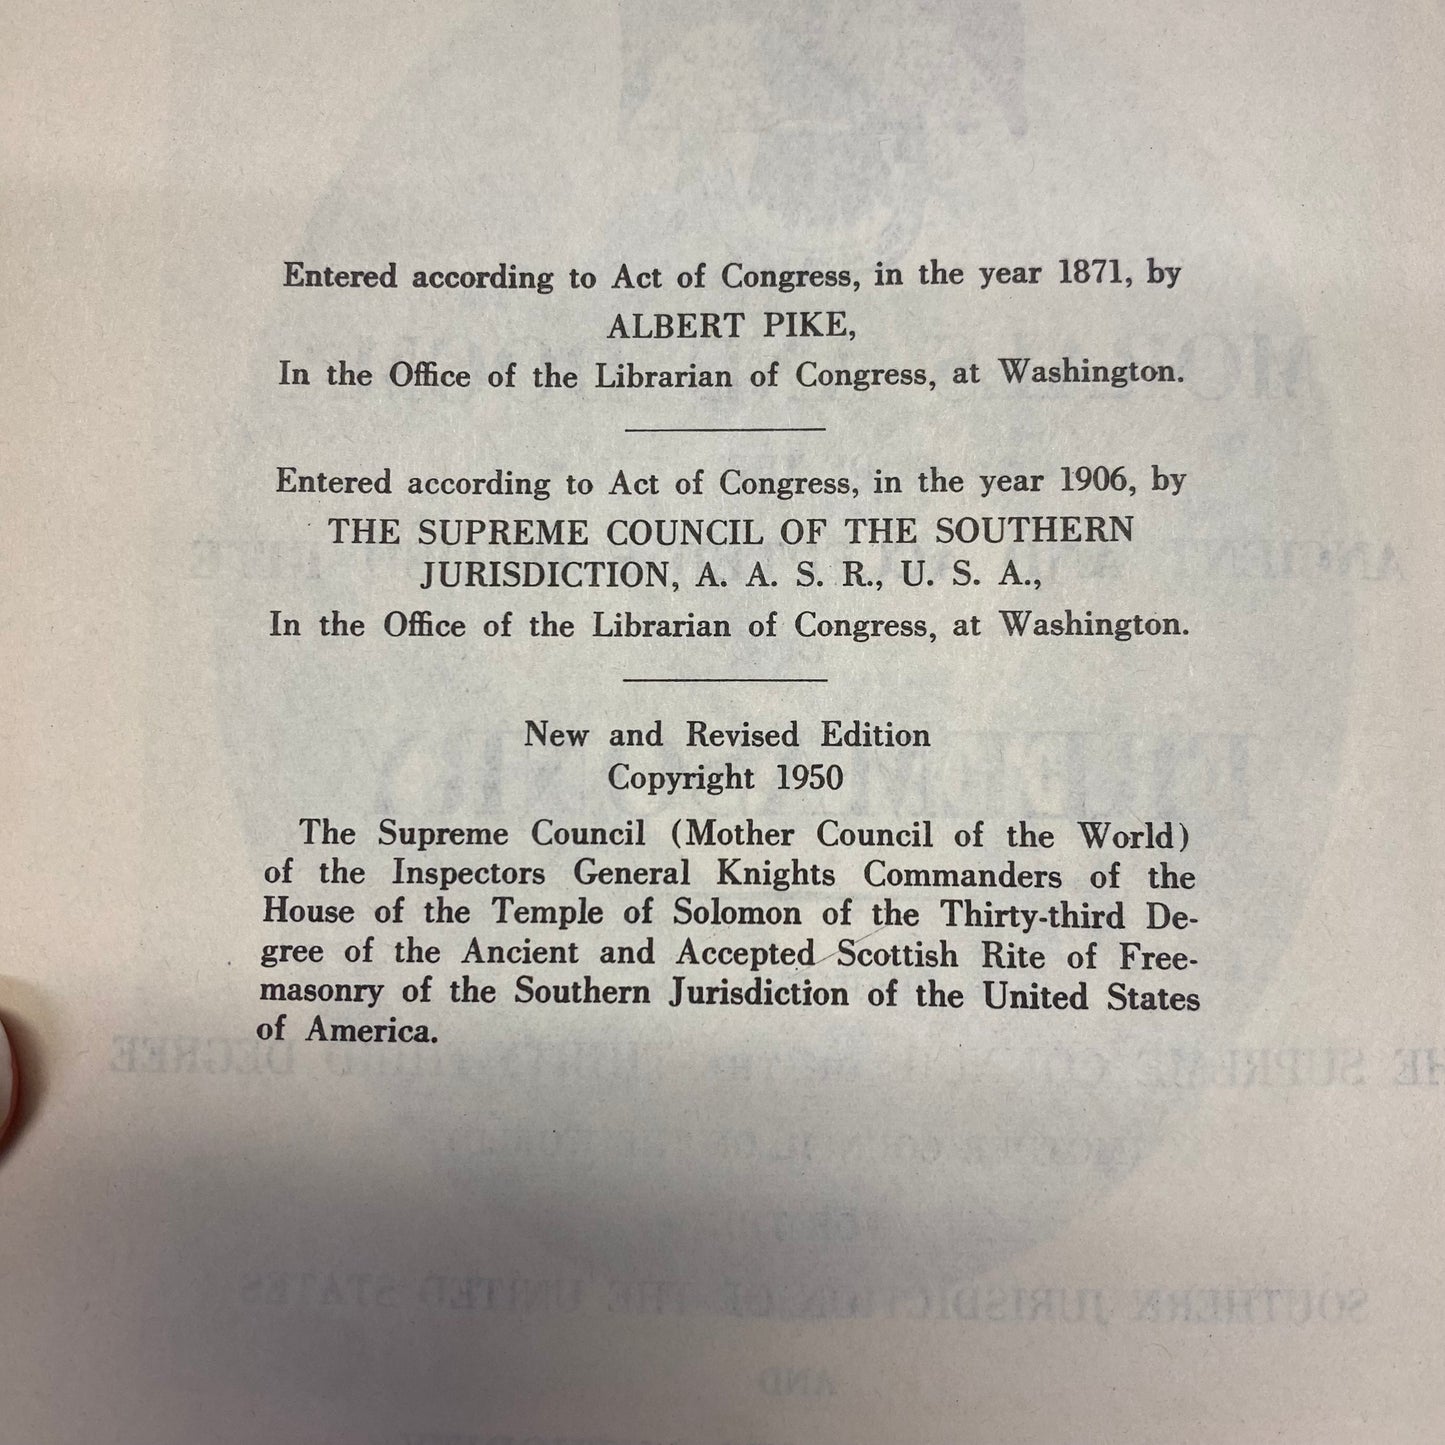 Entered according to Act of Congress, in the year 1871, by
ALBERT PIKE,
In the Office of the Librarian of Congress, at Washington.
Entered according to Act of Congress, in the year 1906, by
THE SUPREME COUNCIL OF THE SOUTHERN
JURISDICTION, A. A. S. R., U. S. A.,
In the Office of the Librarian of Congress, at Washington.
New and Revised Edition
Copyright 1950
The Supreme Council (Mother Council of the World)
of the Inspectors General Knights Commanders of the
House of the Temple of Solomon of the Thirty-third De-
gree of the Ancient and Accepted Scottish Rite of Free-
masonry of the Southern Jurisdiction of the United States
of America.